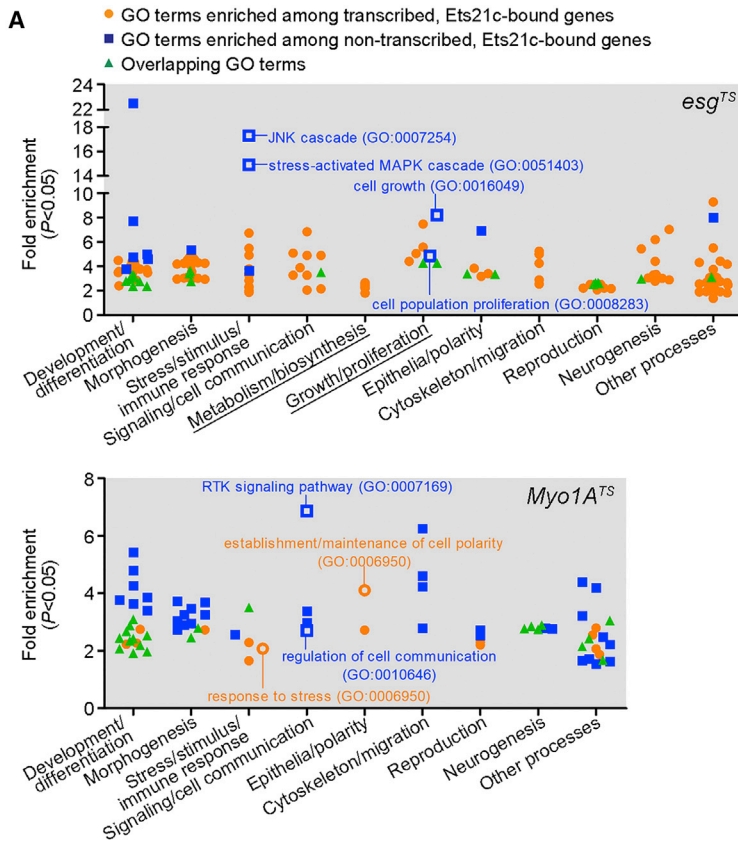 A
GO terms enriched among transcribed, Ets21c-bound genes
GO terms enriched among non-transcribed, Ets21c-bound genes
Overlapping GO terms
esgTS
Fold enrichment
(P<0.05)
24
22
18
14
10
8
6
4
2
0
JNK cascade (GO:0007254)
stress-activated MAPK cascade (GO:0051403)
cell growth (GO:0016049)
cell population proliferation (GO:0008283)
Development/
differentiation
Morphogenesis
Stress/stimulus/
immune response
Signaling/cell communication
Metabolism/biosynthesis
Growth/proliferation
Epithelia/polarity
Cytoskeleton/migration
Reproduction
Neurogenesis
Other processes
Myo1ATS
Fold enrichment
(P<0.05)
8
6
4
2
0
RTK signaling pathway (GO:0007169)
establishment/maintenance of cell polarity
(GO:0006950)
regulation of cell communication
(GO:0010646)
response to stress (GO:0006950)
Development/
differentiation
Morphogenesis
Stress/stimulus/
immune response
Signaling/cell communication
Epithelia/polarity
Cytoskeleton/migration
Reproduction
Neurogenesis
Other processes